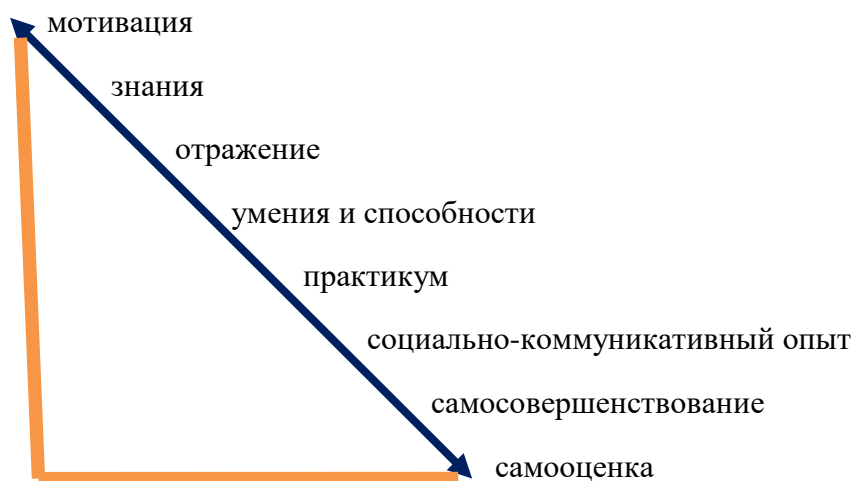 мотивация
знания
отражение
умения и способности
практикум
социально-коммуникативный опыт
самосовершенствование
самооценка